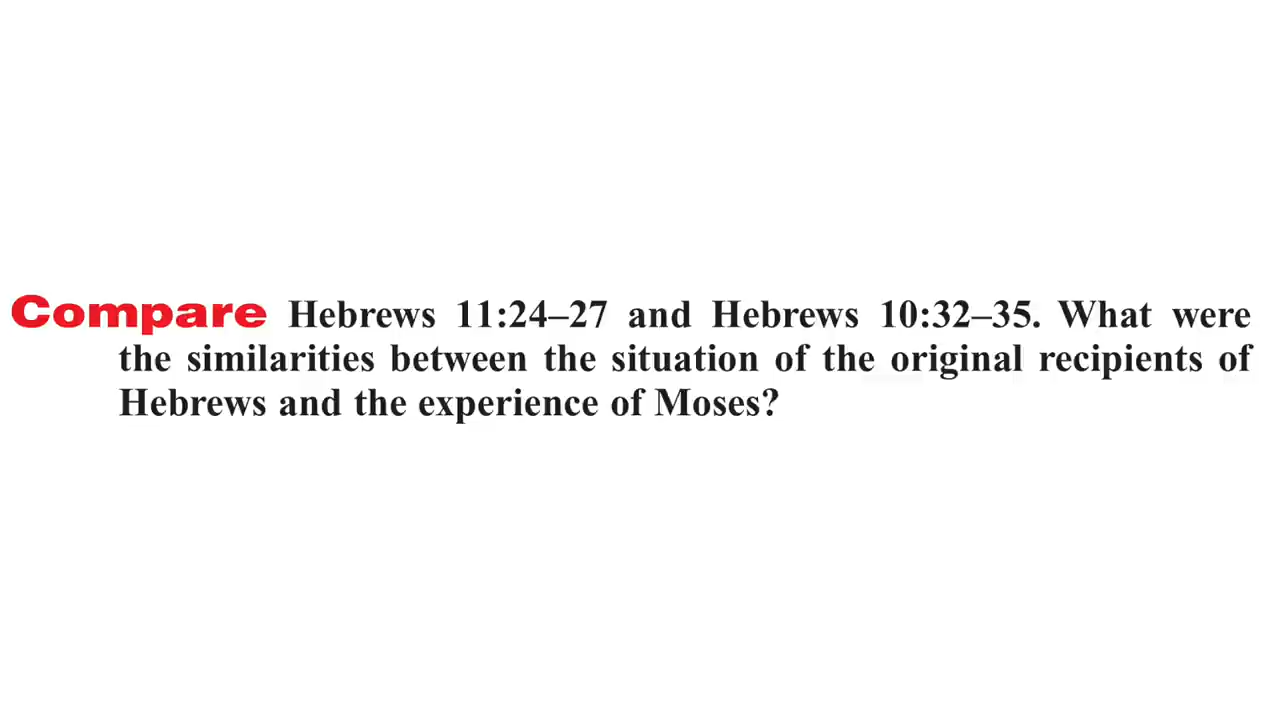 Compare Hebrews 11:24–27 and Hebrews 10:32–35. What were
the similarities between the situation of the original recipients of
Hebrews and the experience of Moses?